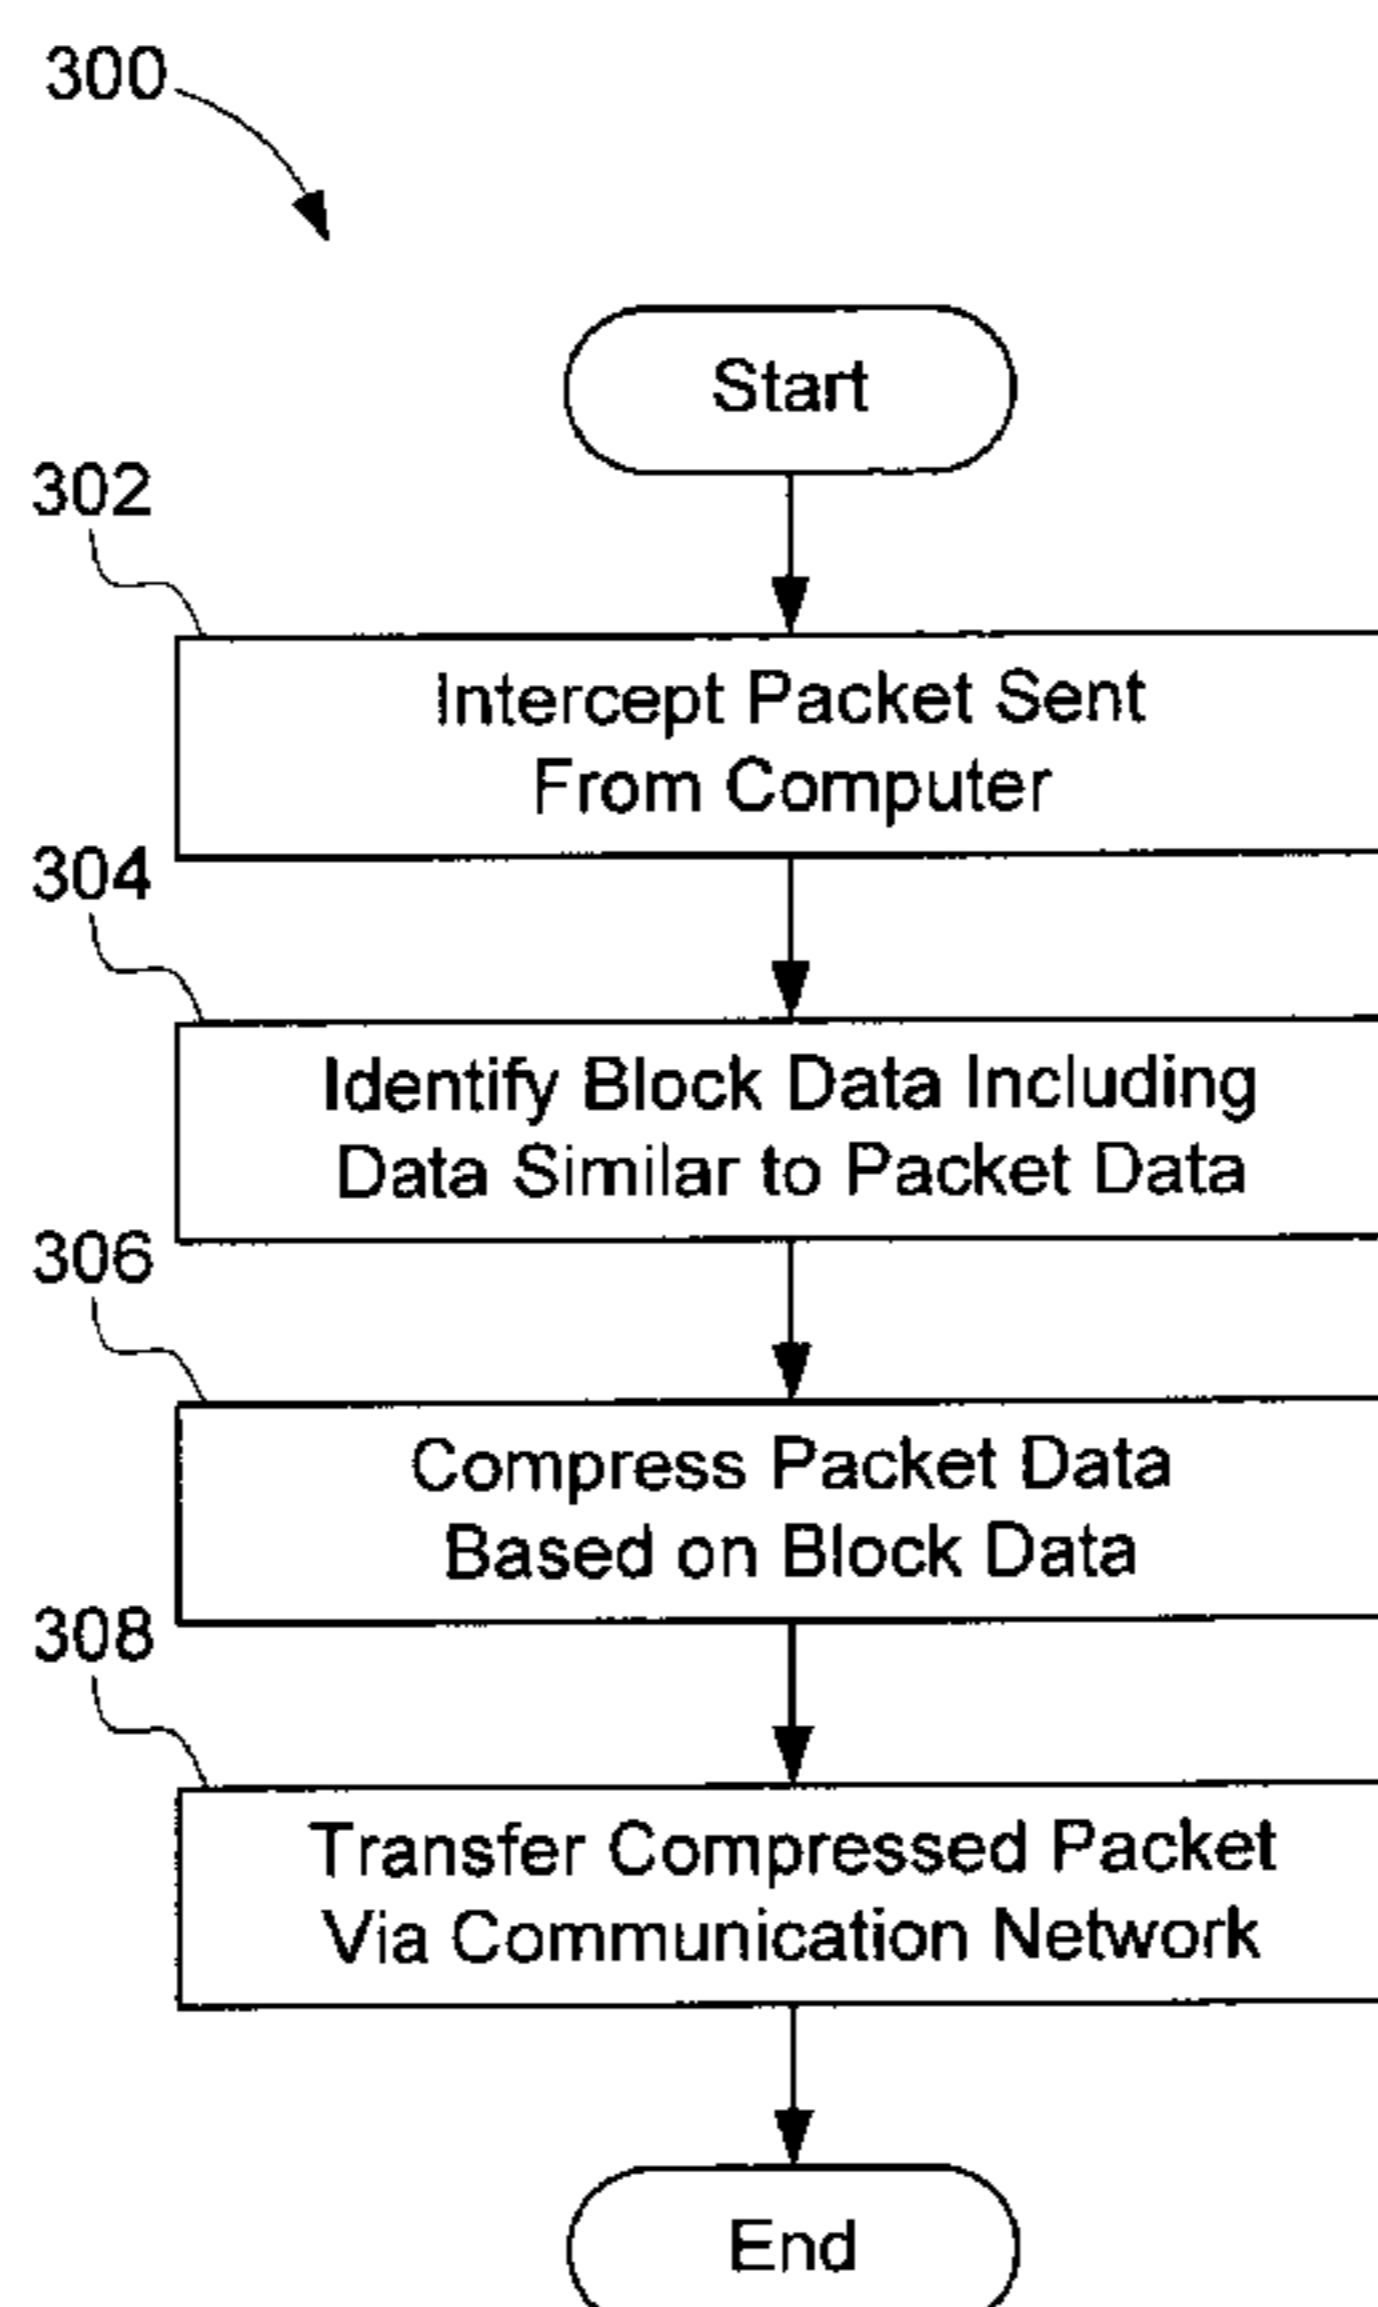 300
Start
302
Intercept Packet Sent
From Computer
304
Identify Block Data Including
Data Similar to Packet Data
306
Compress Packet Data
Based on Block Data
308
Transfer Compressed Packet
Via Communication Network
End